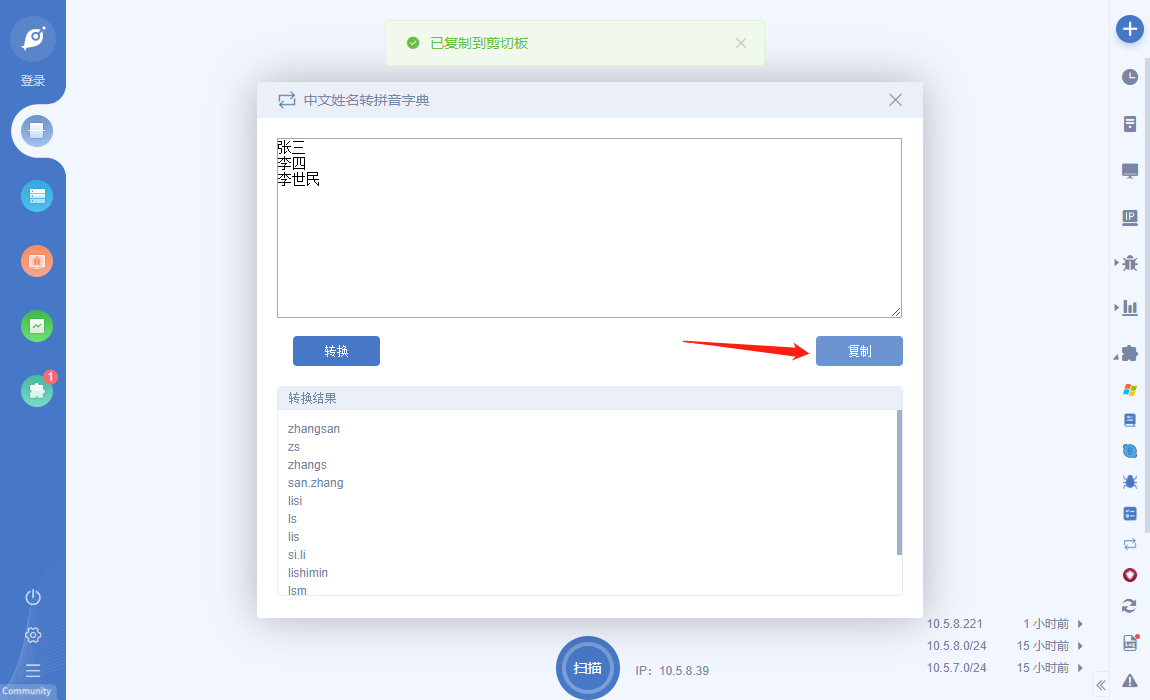 已复制到剪切板
登录
中文姓名转拼音字典
张三
李四
李世民
转换
复制
转换结果
zhangsan
zs
zhangs
san.zhang
lisi
ls
lis
si.li
lishimin
lsm
1
IP
S
LOG
10.5.8.221 1 小时前
10.5.8.0/24 15 小时前
10.5.7.0/24 15 小时前
扫描
IP： 10.5.8.39
Community